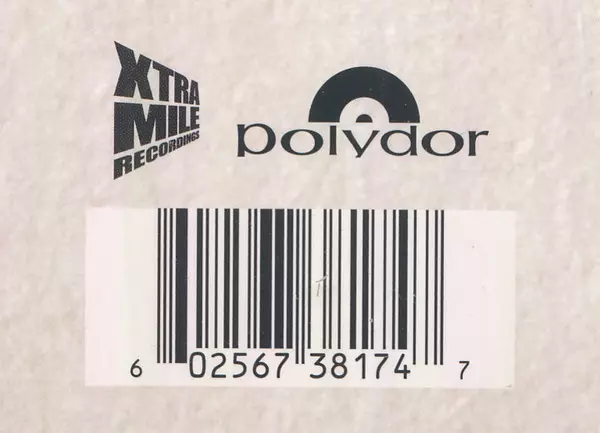 XTRA
MILE
RECORDINGS
polydor
6 02567 38174 7